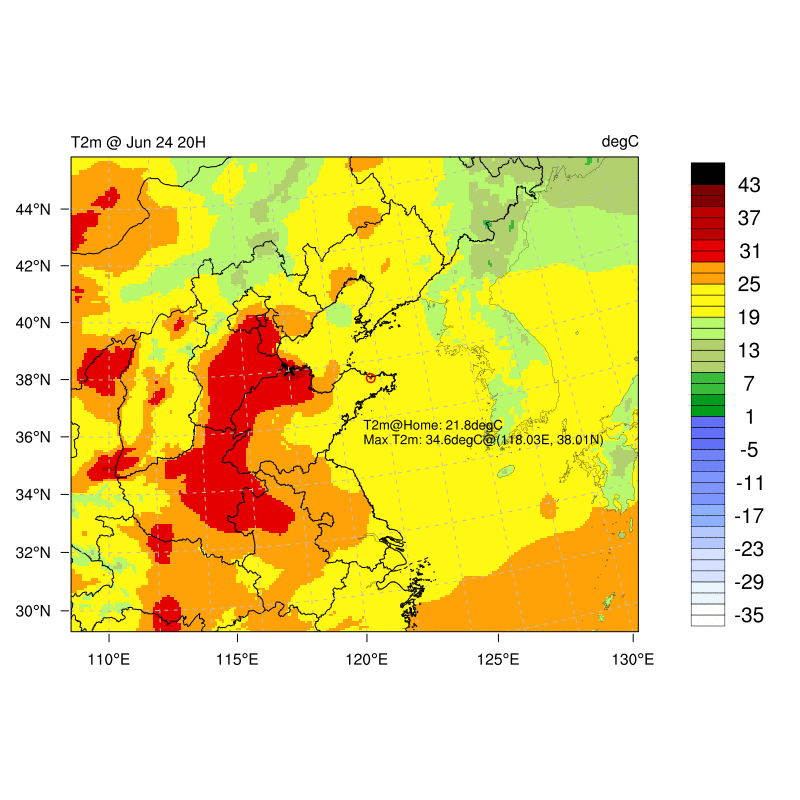 T2m @ Jun 24 20H
degC
44°N
42°N
40°N
38°N
36°N
34°N
32°N
30°N
T2m@Home: 21.8degC
Max T2m: 34.6degC@(118.03E, 38.01N)
110°E
115°E
120°E
125°E
130°E
43
37
31
25
19
13
7
1
-5
-11
-17
-23
-29
-35